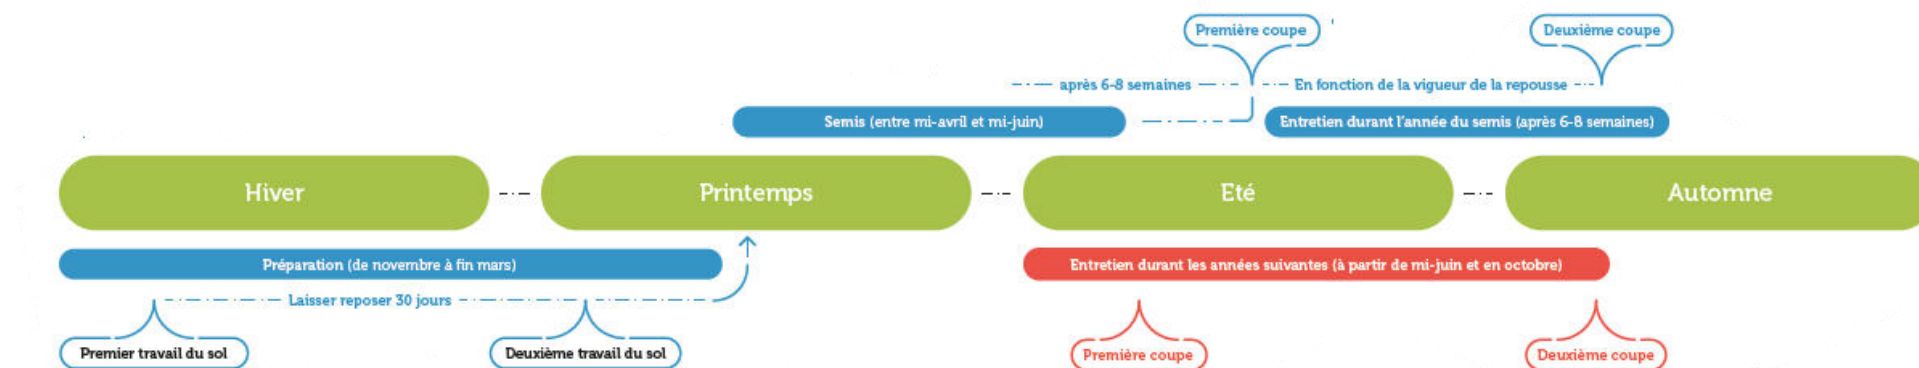 Première coupe
Deuxième coupe
après 6-8 semaines
En fonction de la vigueur de la repousse
Semis (entre mi-avril et mi-juin)
Entretien durant l'année du semis (après 6-8 semaines)
Hiver
Printemps
Eté
Automne
Préparation (de novembre à fin mars)
Entretien durant les années suivantes (à partir de mi-juin et en octobre)
Laisser reposer 30 jours
Premier travail du sol
Deuxième travail du sol
Première coupe
Deuxième coupe